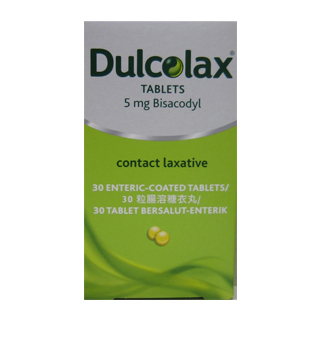 Dulcolax®
TABLETS
5 mg Bisacodyl
contact laxative
30 ENTERIC-COATED TABLETS/
30 粒腸溶糖衣丸/
30 TABLET BERSALUT-ENTERIK